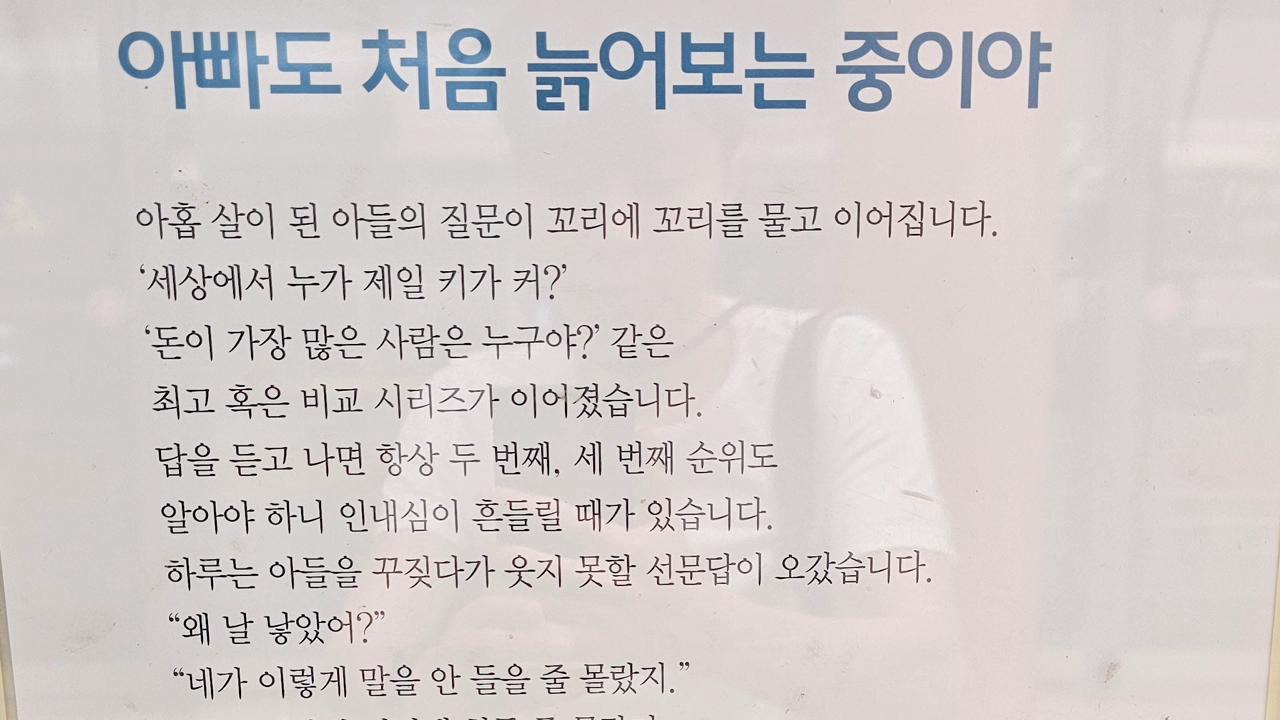 아빠도 처음 늙어보는 중이야
아홉 살이 된 아들의 질문이 꼬리에 꼬리를 물고 이어집니다.
‘세상에서 누가 제일 키가 커?’
‘돈이 가장 많은 사람은 누구야?’ 같은
최고 혹은 비교 시리즈가 이어졌습니다.
답을 듣고 나면 항상 두 번째, 세 번째 순위도
알아야 하니 인내심이 흔들릴 때가 있습니다.
하루는 아들을 꾸짖다가 웃지 못할 선문답이 오갔습니다.
“왜 날 낳았어?”
“네가 이렇게 말을 안 들을 줄 몰랐지.”